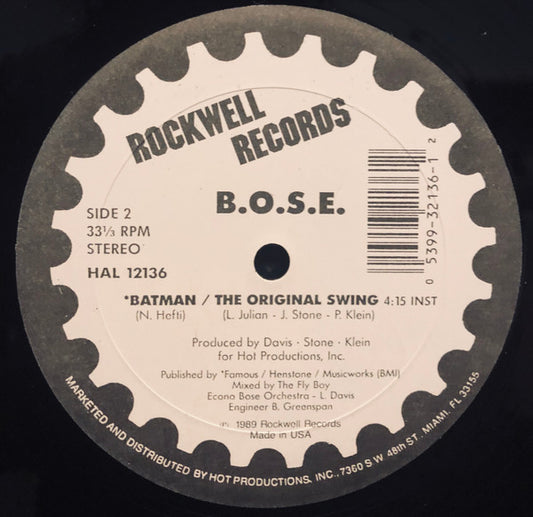 ROCKWELL
RECORDS
B.O.S.E.
SIDE 2
33⅓ RPM
STEREO
HAL 12136
0 5399-32136-1 2
*BATMAN / THE ORIGINAL SWING 4:15 INST
(N. Hefti) (L. Julian - J. Stone - P. Klein)
Produced by Davis - Stone - Klein
for Hot Productions, Inc.
Published by *Famous / Henstone / Musicworks (BMI)
Mixed by The Fly Boy
Econo Bose Orchestra - L. Davis
Engineer B. Greenspan
℗ 1989 Rockwell Records
Made in USA
MARKETED AND DISTRIBUTED BY HOT PRODUCTIONS, INC., 7360 S W 48th ST. MIAMI, FL 33155